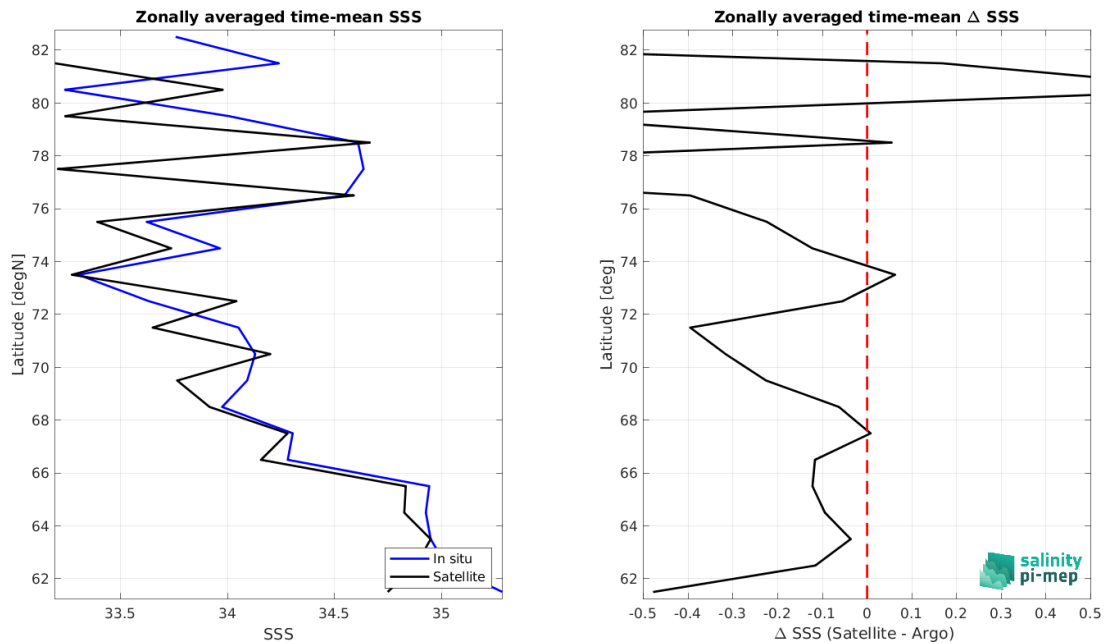 Zonally averaged time-mean SSS
82
80
78
76
74
72
70
68
66
64
62
Latitude [degN]
33.5 34 34.5 35
SSS
In situ
Satellite
Zonally averaged time-mean Δ SSS
82
80
78
76
74
72
70
68
66
64
62
Latitude [deg]
-0.5 -0.4 -0.3 -0.2 -0.1 0 0.1 0.2 0.3 0.4 0.5
Δ SSS (Satellite - Argo)
salinity
pi-mep